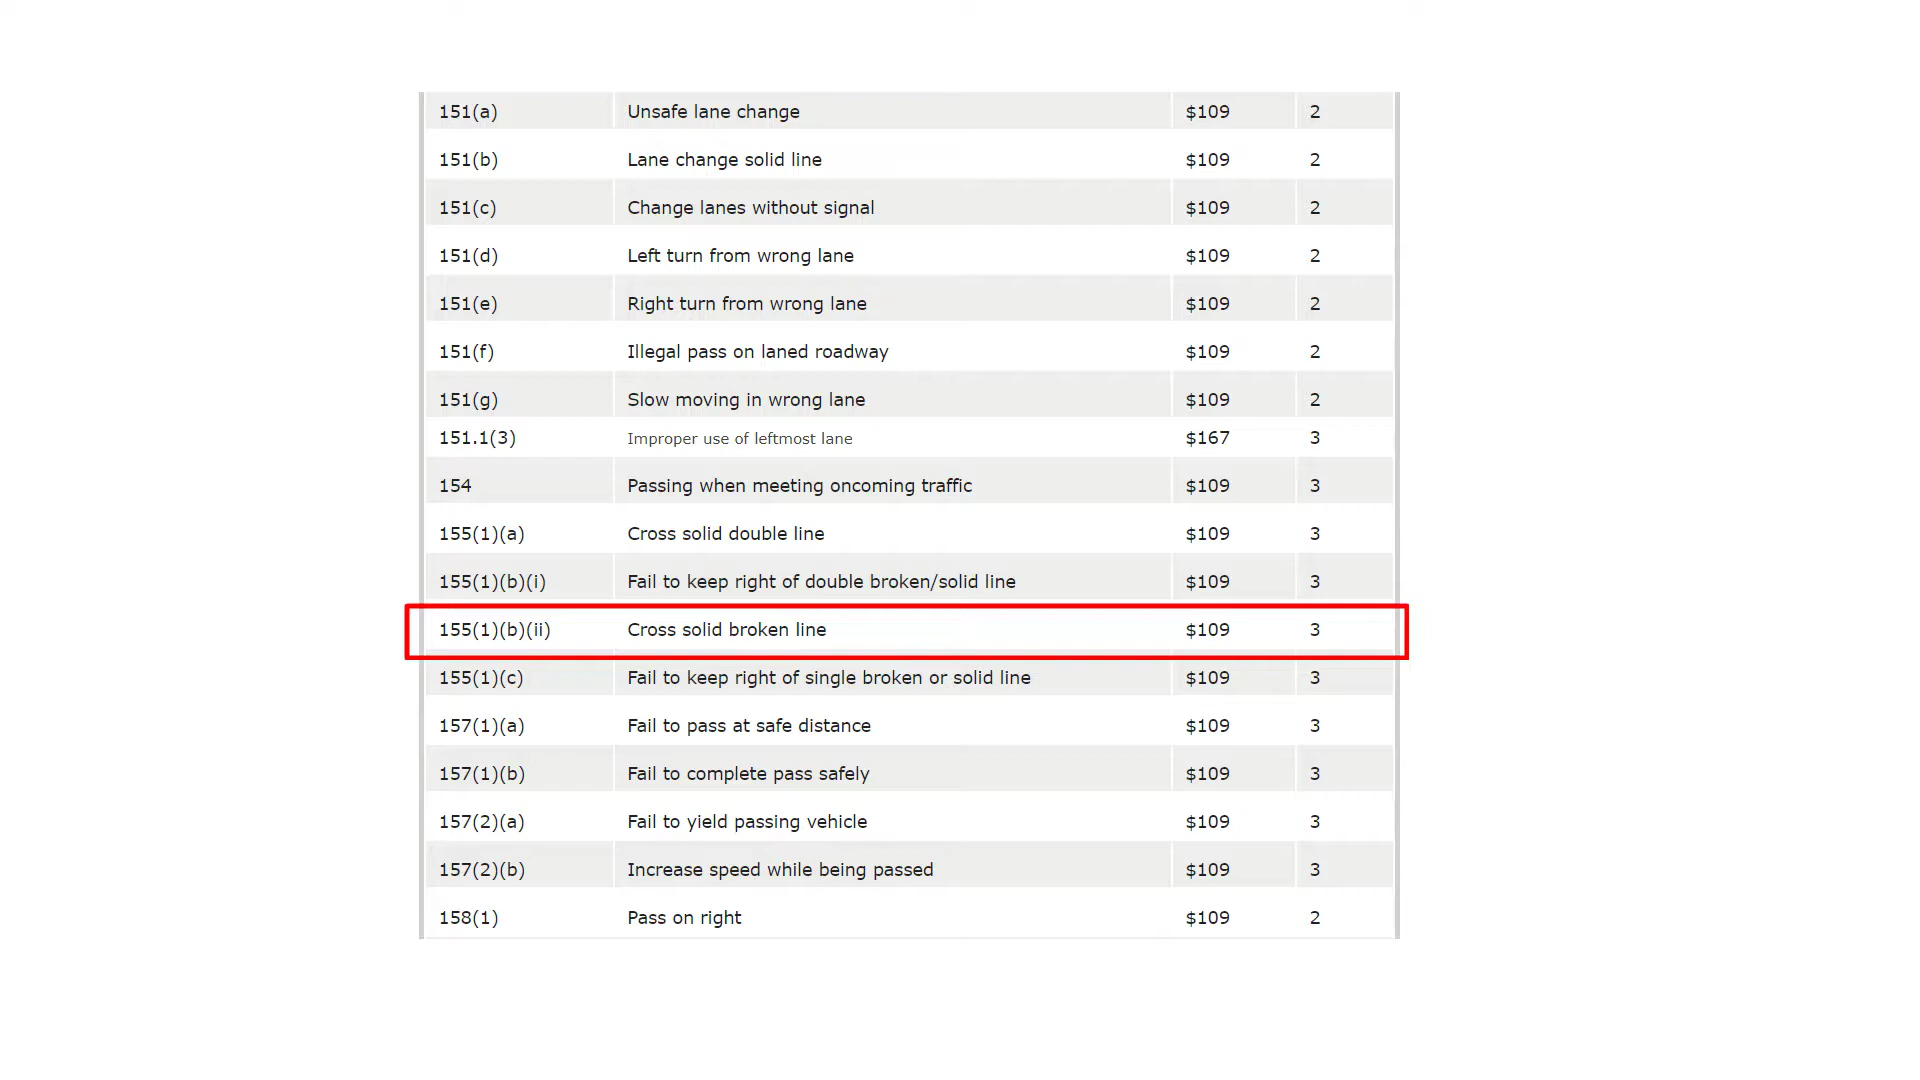 151(a) Unsafe lane change $109 2
151(b) Lane change solid line $109 2
151(c) Change lanes without signal $109 2
151(d) Left turn from wrong lane $109 2
151(e) Right turn from wrong lane $109 2
151(f) Illegal pass on laned roadway $109 2
151(g) Slow moving in wrong lane $109 2
151.1(3) Improper use of leftmost lane $167 3
154 Passing when meeting oncoming traffic $109 3
155(1)(a) Cross solid double line $109 3
155(1)(b)(i) Fail to keep right of double broken/solid line $109 3
155(1)(b)(ii) Cross solid broken line $109 3
155(1)(c) Fail to keep right of single broken or solid line $109 3
157(1)(a) Fail to pass at safe distance $109 3
157(1)(b) Fail to complete pass safely $109 3
157(2)(a) Fail to yield passing vehicle $109 3
157(2)(b) Increase speed while being passed $109 3
158(1) Pass on right $109 2